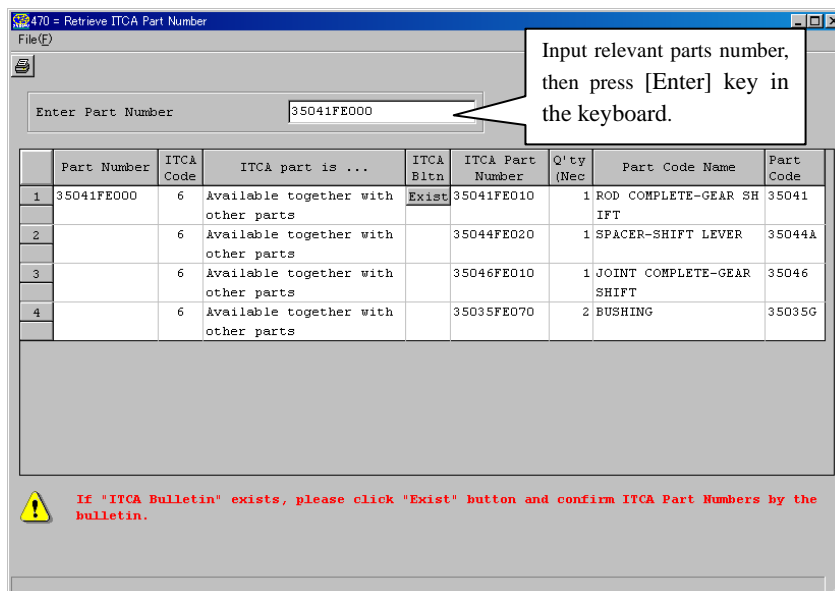 470 = Retrieve ITCA Part Number
File(F)
Input relevant parts number,
then press [Enter] key in
the keyboard.
Enter Part Number 35041FE000
Part Number ITCA Code ITCA part is ... ITCA Bltn ITCA Part Number Q'ty (Nec Part Code Name Part Code
1 35041FE000 6 Available together with Exist 35041FE010 1 ROD COMPLETE-GEAR SH 35041
other parts IFT
2 6 Available together with 35044FE020 1 SPACER-SHIFT LEVER 35044A
other parts
3 6 Available together with 35046FE010 1 JOINT COMPLETE-GEAR 35046
other parts SHIFT
4 6 Available together with 35035FE070 2 BUSHING 35035G
other parts
If "ITCA Bulletin" exists, please click "Exist" button and confirm ITCA Part Numbers by the
bulletin.